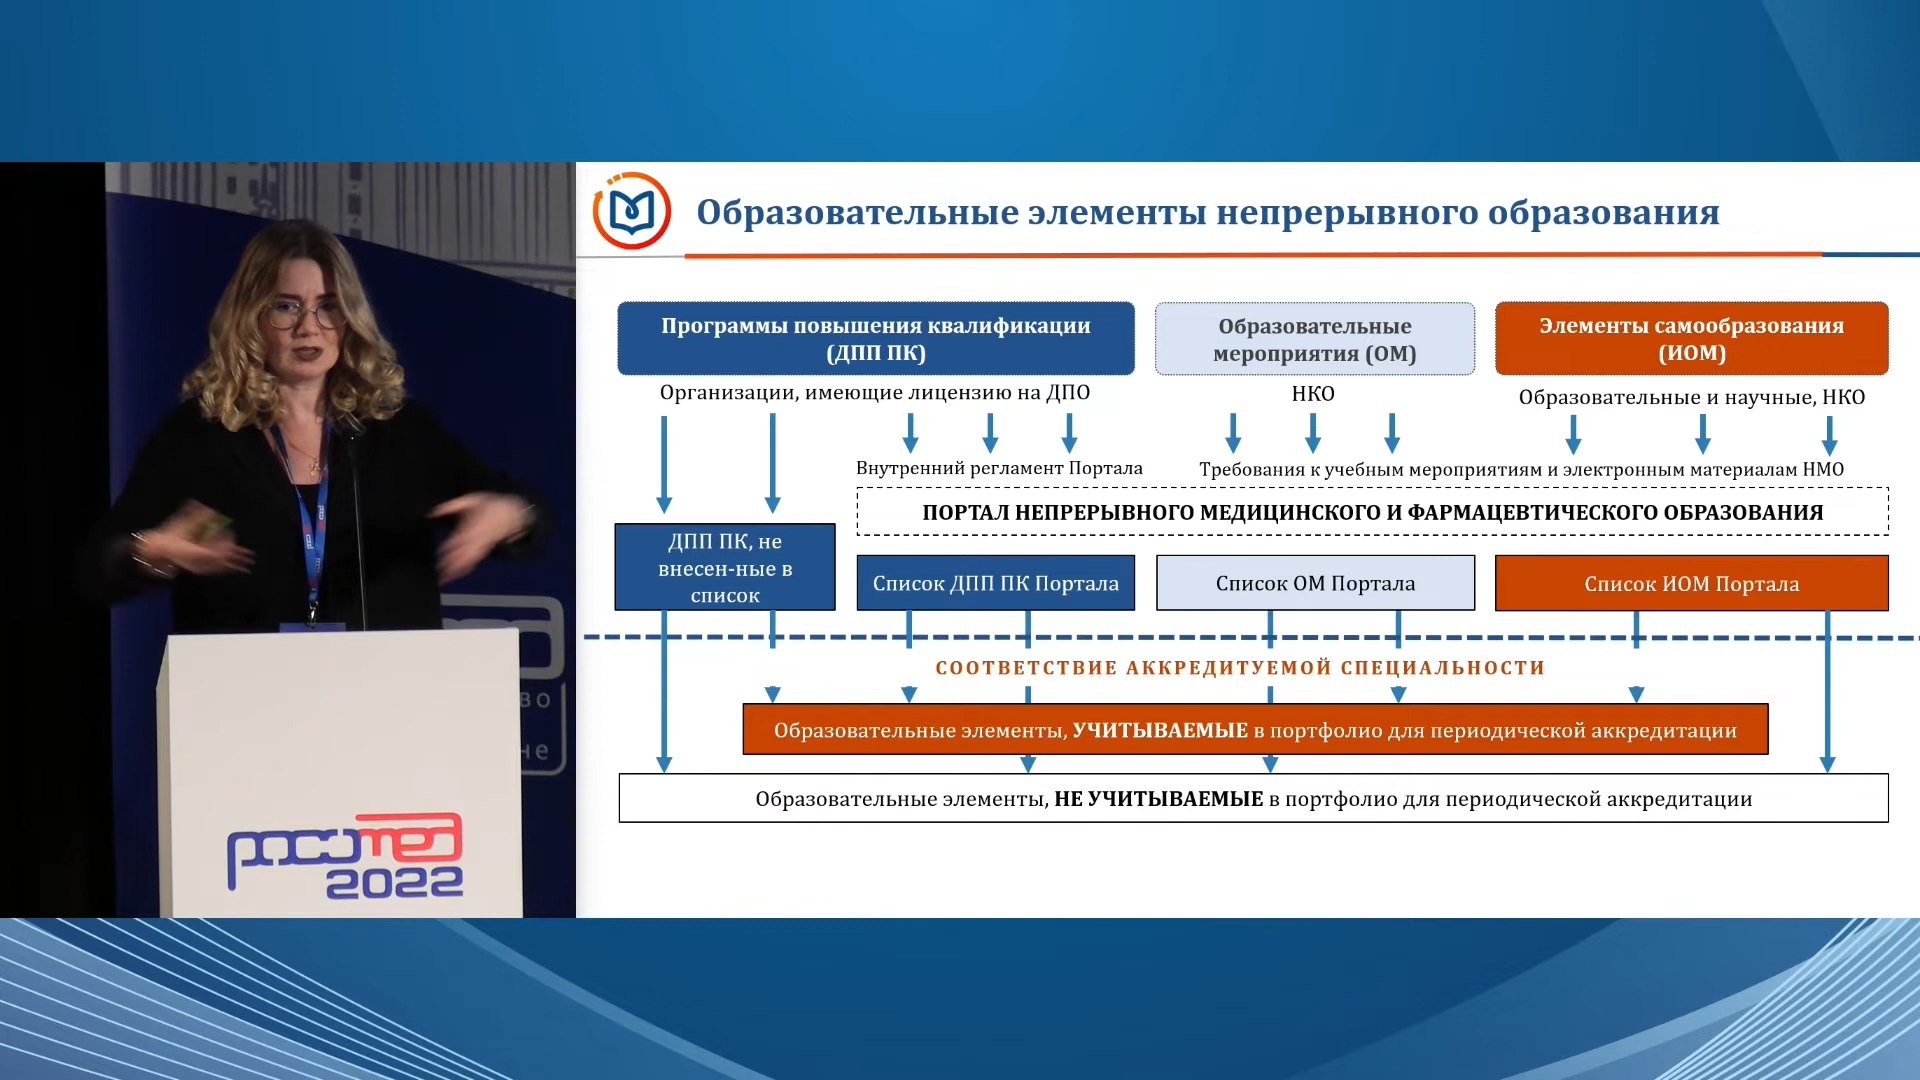 Образовательные элементы непрерывного образования
Программы повышения квалификации
(ДПП ПК)
Образовательные
мероприятия (ОМ)
Элементы самообразования
(ИОМ)
Организации, имеющие лицензию на ДПО
НКО
Образовательные и научные, НКО
Внутренний регламент Портала
Требования к учебным мероприятиям и электронным материалам НМО
ПОРТАЛ НЕПРЕРЫВНОГО МЕДИЦИНСКОГО И ФАРМАЦЕВТИЧЕСКОГО ОБРАЗОВАНИЯ
ДПП ПК, не
внесен-ные в
список
Список ДПП ПК Портала
Список ОМ Портала
Список ИОМ Портала
СООТВЕТСТВИЕ АККРЕДИТУЕМОЙ СПЕЦИАЛЬНОСТИ
Образовательные элементы, УЧИТЫВАЕМЫЕ в портфолио для периодической аккредитации
Образовательные элементы, НЕ УЧИТЫВАЕМЫЕ в портфолио для периодической аккредитации
росомед
2022